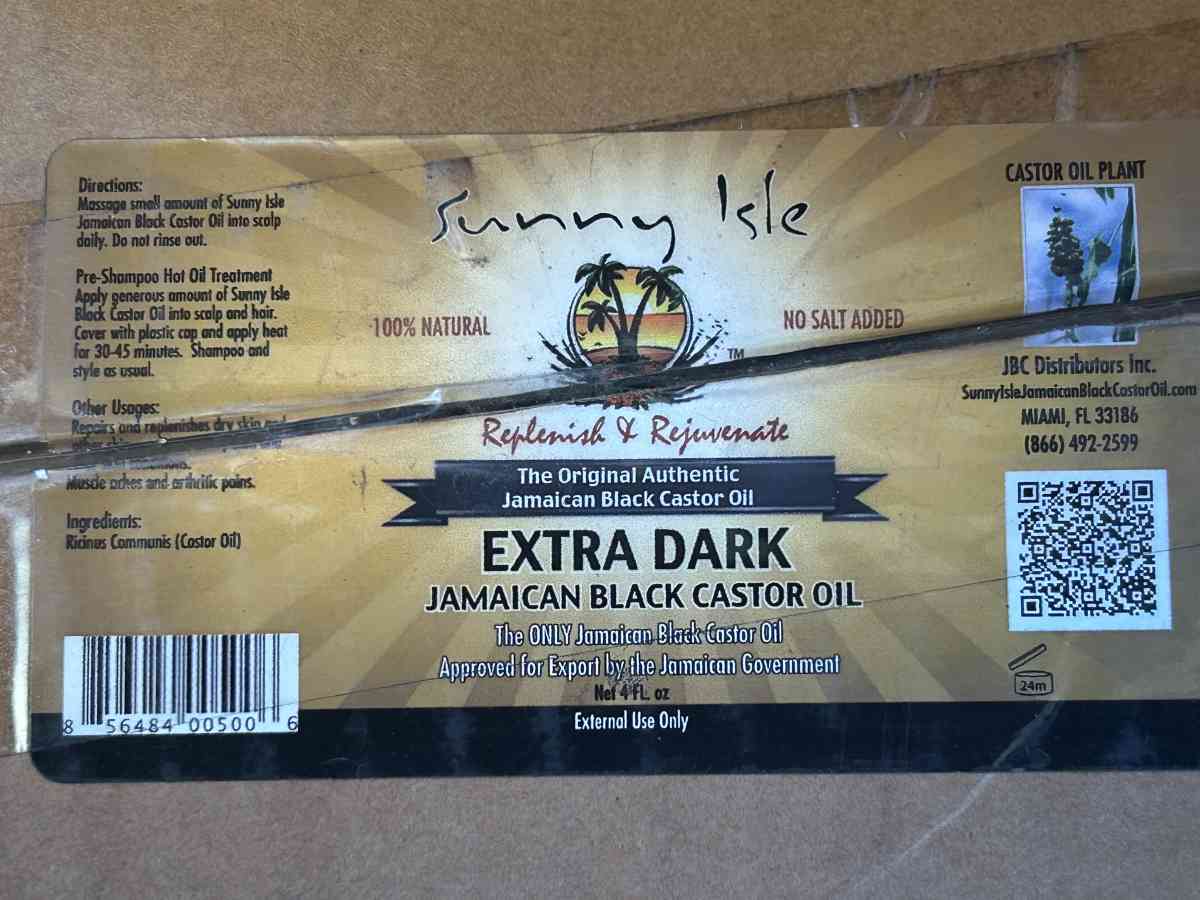 Directions:
Massage small amount of Sunny Isle
Jamaican Black Castor Oil into scalp
daily. Do not rinse out.
Pre-Shampoo Hot Oil Treatment
Apply generous amount of Sunny Isle
Black Castor Oil into scalp and hair.
Cover with plastic cap and apply heat
for 30-45 minutes. Shampoo and
style as usual.
Other Usages:
Repairs and replenishes dry skin and
Muscle aches and arthritic pains.
Ingredients:
Ricinus Communis (Castor Oil)
8 56484 00500 6
Sunny Isle
100% NATURAL
NO SALT ADDED
TM
Replenish & Rejuvenate
The Original Authentic
Jamaican Black Castor Oil
EXTRA DARK
JAMAICAN BLACK CASTOR OIL
The ONLY Jamaican Black Castor Oil
Approved for Export by the Jamaican Government
Net 4 FL. oz
External Use Only
CASTOR OIL PLANT
JBC Distributors Inc.
SunnyIsleJamaicanBlackCastorOil.com
MIAMI, FL 33186
(866) 492-2599
24m